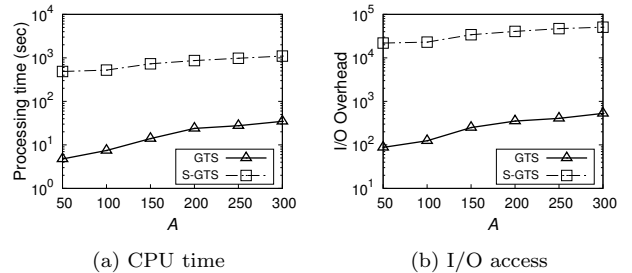 Processing time (sec)
10^4
10^3
10^2
10^1
10^0
GTS
S-GTS
50 100 150 200 250 300
A
(a) CPU time
I/O Overhead
10^5
10^4
10^3
10^2
10^1
GTS
S-GTS
50 100 150 200 250 300
A
(b) I/O access